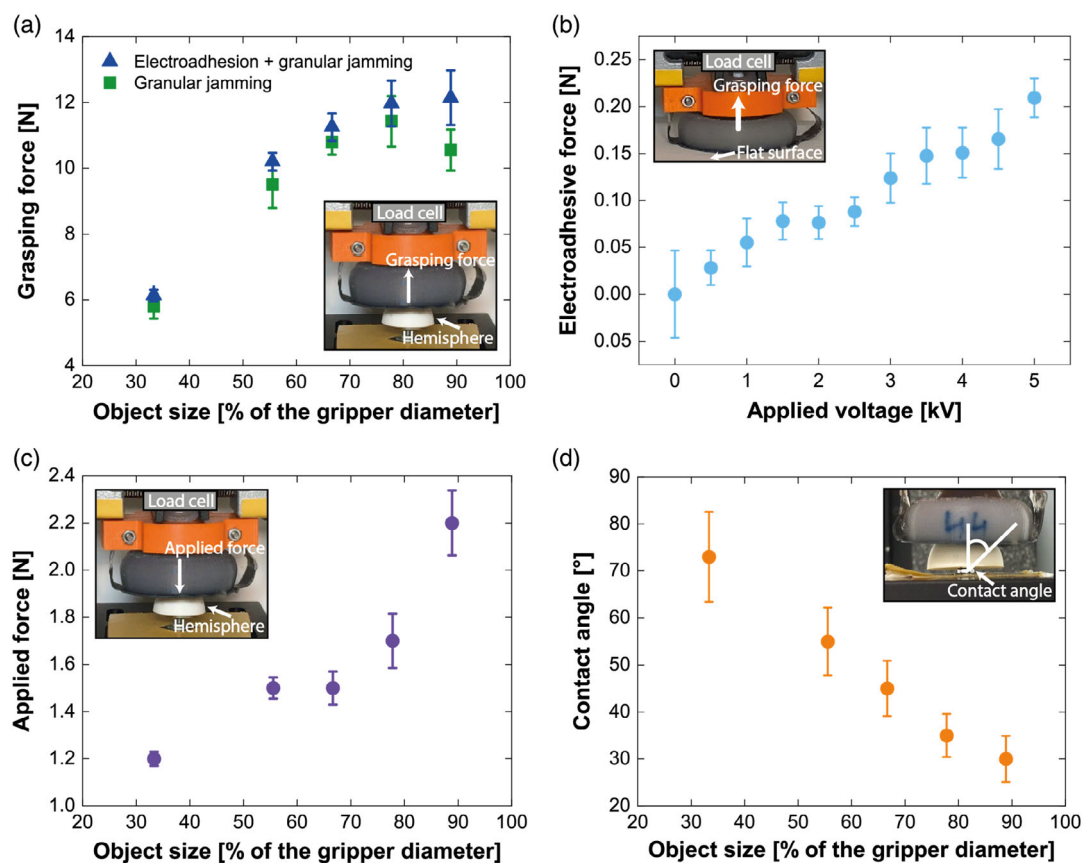 (a)
Grasping force [N]
14
12
10
8
6
4
20 30 40 50 60 70 80 90 100
Object size [% of the gripper diameter]
Electroadhesion + granular jamming
Granular jamming
Load cell
Grasping force
Hemisphere
(b)
Electroadhesive force [N]
0.25
0.20
0.15
0.10
0.05
0.00
0.05
0 1 2 3 4 5
Applied voltage [kV]
Load cell
Grasping force
Flat surface
(c)
Applied force [N]
2.4
2.2
2.0
1.8
1.6
1.4
1.2
1.0
20 30 40 50 60 70 80 90 100
Object size [% of the gripper diameter]
Load cell
Applied force
Hemisphere
(d)
Contact angle [°]
90
80
70
60
50
40
30
20
20 30 40 50 60 70 80 90 100
Object size [% of the gripper diameter]
44
Contact angle